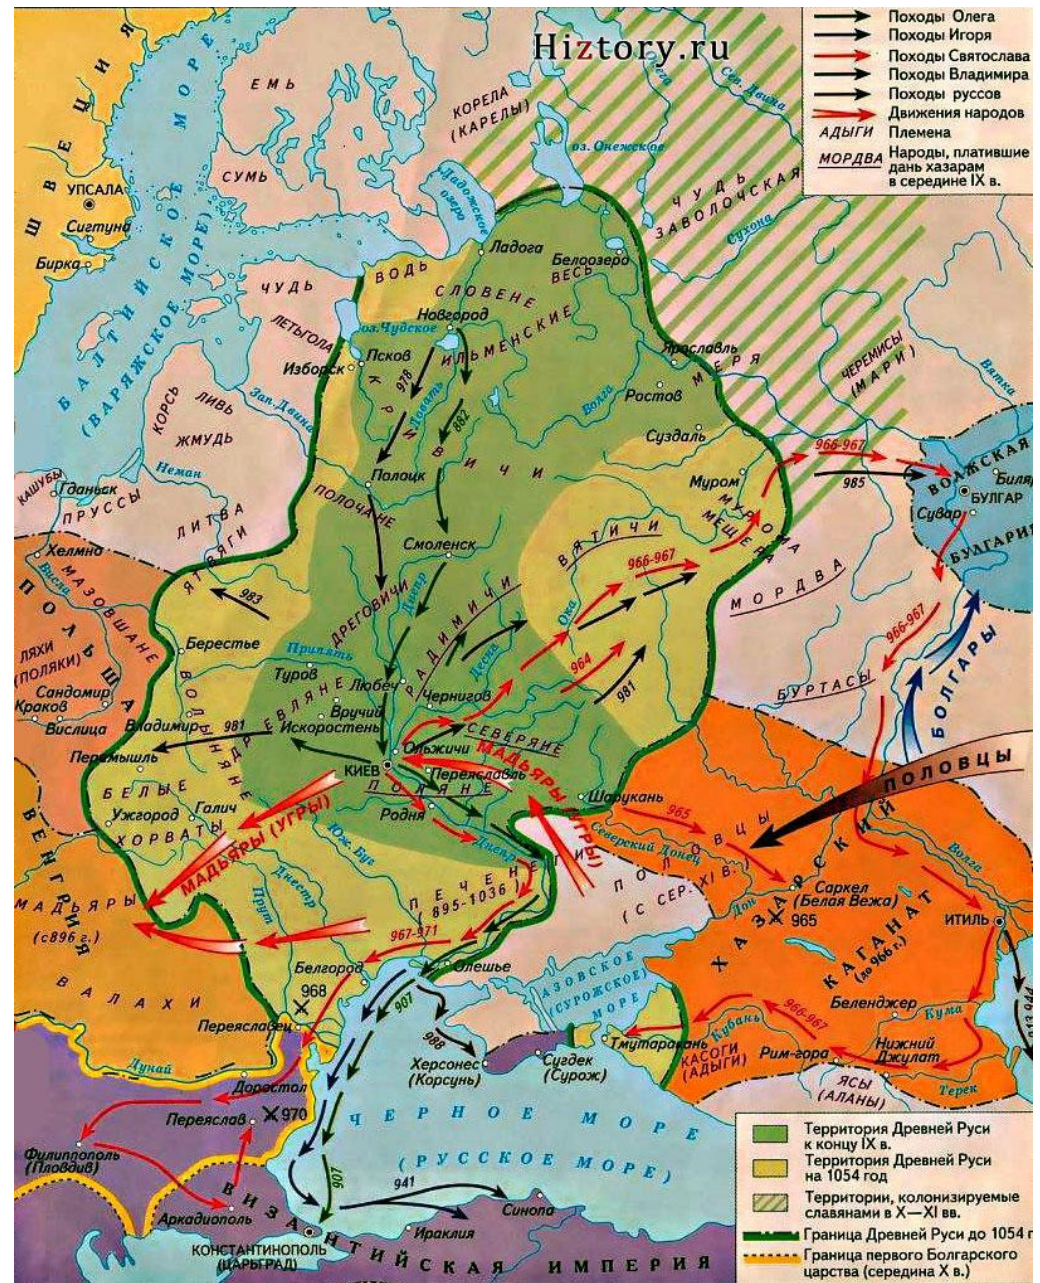 Походы Олега
Походы Игоря
Походы Святослава
Походы Владимира
Походы руссов
Движения народов
АДЫГИ Племена
МОРДВА Народы, платившие
дань хазарам
в середине IX в.
Hiztory.ru
ШВЕЦИЯ
УПСАЛА
Сигтуна
Бирка
БАЛТИЙСКОЕ МОРЕ
(ВАРЯЖСКОЕ МОРЕ)
ЕМЬ
СУМЬ
КОРЕЛА
(КАРЕЛЫ)
Ладожское
озеро
оз. Онежское
Сев. Двина
ЧУДЬ
ЗАВОЛОЧСКАЯ
Сухона
Ладога
Белоозеро
ВЕСЬ
ВОДЬ
СЛОВЕНЕ
ИЛЬМЕНСКИЕ
Новгород
ЧУДЬ
ЛЕТЬГОЛА
оз. Чудское
Псков
Изборск
978
882
Ловать
КРИВИЧИ
Ярославль
МЕРЯ
Ростов
Волга
Суздаль
ЧЕРЕМИСЫ
(МАРИ)
Вятка
КОРСЬ
ЛИВЬ
ЖМУДЬ
Зап. Двина
Неман
КАШУБЫ
Гданьск
ПРУССЫ
ЛИТВА
ЯТВЯГИ
Полоцк
ПОЛОЧАНЕ
Смоленск
Днепр
Муром
МУРОМА
МЕЩЕРА
966-967
985
ВОЛЖСКАЯ
БУЛГАРИЯ
Биляр
БУЛГАР
Сувар
Хелмно
Висла
МАЗОВШАНЕ
ПОЛЬША
ЛЯХИ
(ПОЛЯКИ)
Сандомир
Краков
Вислица
983
Берестье
ДРЕГОВИЧИ
РАДИМИЧИ
ВЯТИЧИ
966-967
Ока
964
981
Десна
МОРДВА
966-967
БУРТАСЫ
БОЛГАРЫ
Припять
Туров
Любеч
Чернигов
Вручий
Искоростень
ДРЕВЛЯНЕ
ВОЛЫНЯНЕ
Владимир
981
Перемышль
БЕЛЫЕ
ХОРВАТЫ
Ужгород
Галич
КИЕВ
Ольжичи
СЕВЕРЯНЕ
Переяславль
ПОЛЯНЕ
Родня
МАДЬЯРЫ (УГРЫ)
МАДЬЯРЫ (УГРЫ)
Шарукань
965
Северский Донец
ПОЛОВЦЫ
ПОЛОВЦЫ
(С СЕР. XI В.)
Волга
Дон
Саркел
(Белая Вежа)
965
ИТИЛЬ
ХАЗАРСКИЙ
КАГАНАТ
(до 966 г.)
ВЕНГРИЯ
МАДЬЯРЫ
(с896 г.)
ВАЛАХИ
Юж. Буг
Днестр
Прут
Днепр
ПЕЧЕНЕГИ
(895-1036)
967-971
Белгород
968
Олешье
907
988
Переяславец
Дунай
Доростол
Переяслав
970
Филиппополь
(Пловдив)
Аркадиополь
АЗОВСКОЕ
(СУРОЖСКОЕ)
МОРЕ
Херсонес
(Корсунь)
Сугдек
(Сурож)
Тмутаракань
Кубань
966-967
КАСОГИ
(АДЫГИ)
Рим-гора
Беленджер
Кума
Нижний
Джулат
Терек
ЯСЫ
(АЛАНЫ)
913, 944
ЧЕРНОЕ МОРЕ
(РУССКОЕ МОРЕ)
907
941
Синопа
Ираклия
КОНСТАНТИНОПОЛЬ
(ЦАРЬГРАД)
ВИЗАНТИЙСКАЯ ИМПЕРИЯ
Территория Древней Руси
к концу IX в.
Территория Древней Руси
на 1054 год
Территории, колонизируемые
славянами в X—XI вв.
Граница Древней Руси до 1054 г
Граница первого Болгарского
царства (середина X в.)